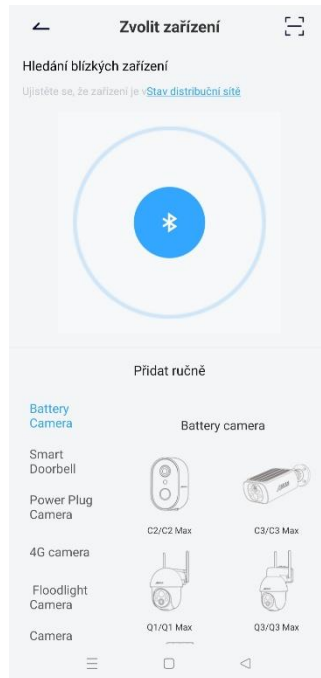 Zvolit zařízení
Hledání blízkých zařízení
Ujistěte se, že zařízení je vStav distribuční sítě
Přidat ručně
Battery
Camera
Battery camera
Smart
Doorbell
Power Plug
Camera
C2/C2 Max
C3/C3 Max
4G camera
Floodlight
Camera
Q1/Q1 Max
Q3/Q3 Max
Camera